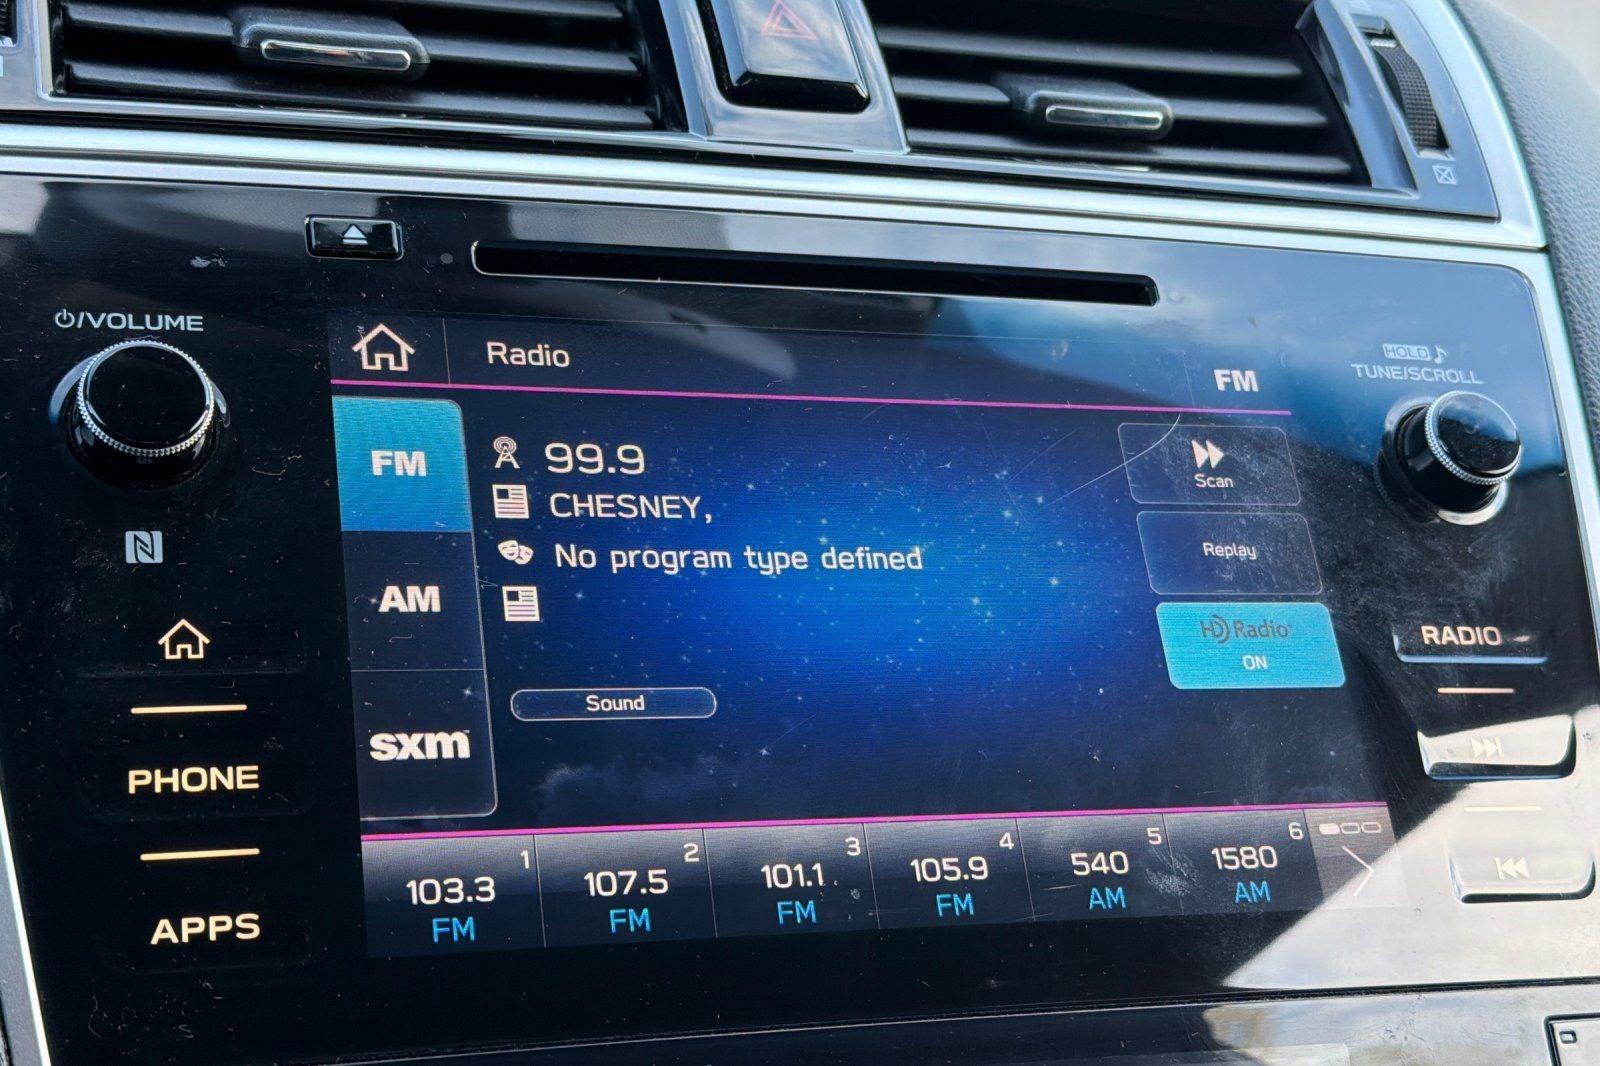 ⏻/VOLUME
HOLD
TUNE/SCROLL
Radio
FM
FM
99.9
CHESNEY,
Scan
No program type defined
Replay
AM
HD Radio
ON
RADIO
Sound
sxm
PHONE
APPS
1
103.3
FM
2
107.5
FM
3
101.1
FM
4
105.9
FM
5
540
AM
6
1580
AM